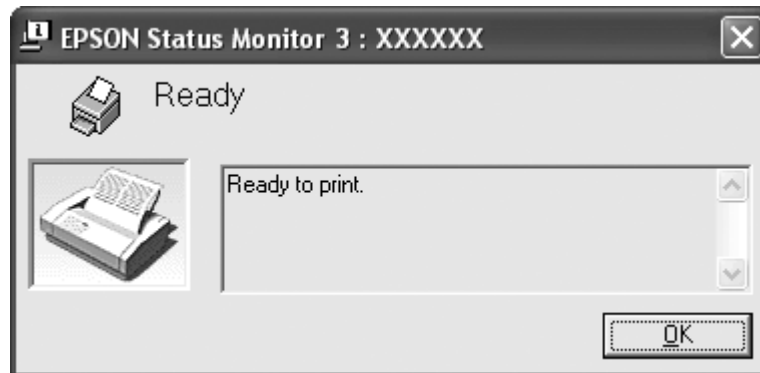 EPSON Status Monitor 3 : XXXXXX
Ready
Ready to print.
OK